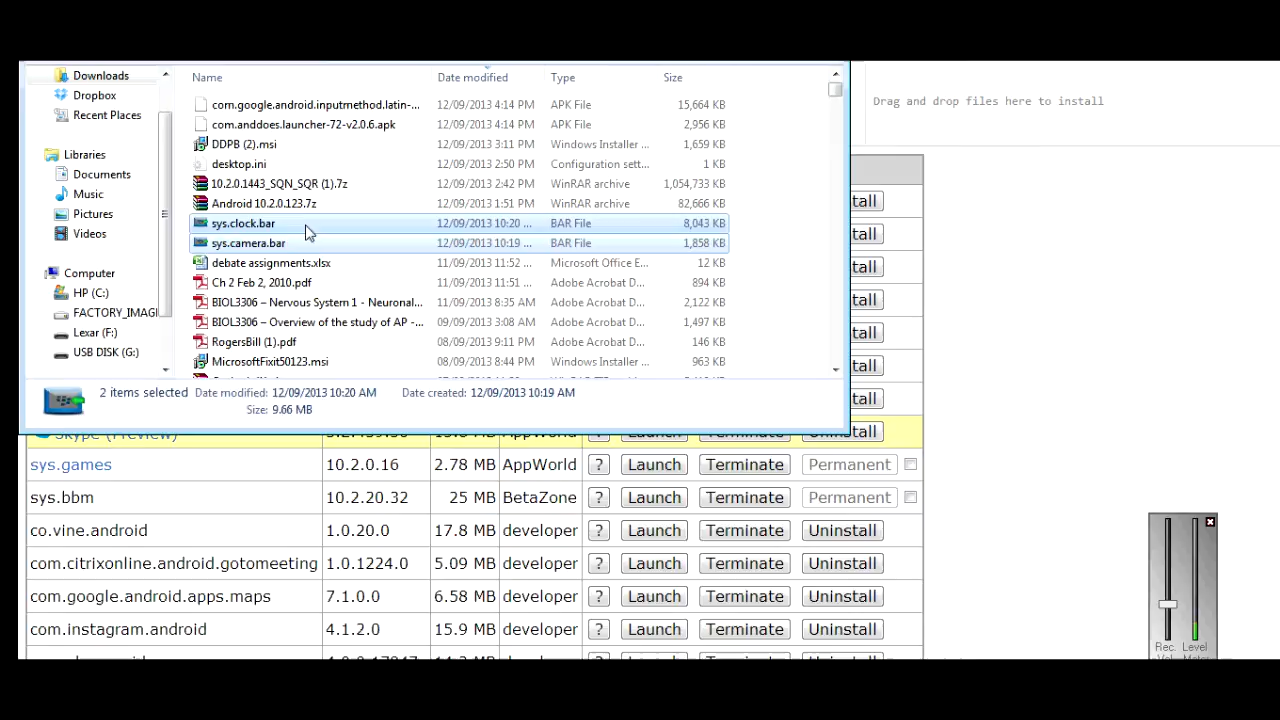 Downloads
Dropbox
Recent Places
Libraries
Documents
Music
Pictures
Videos
Computer
HP (C:)
FACTORY_IMAGI
Lexar (F:)
USB DISK (G:)
Name Date modified Type Size
com.google.android.inputmethod.latin-... 12/09/2013 4:14 PM APK File 15,664 KB
com.anddoes.launcher-72-v2.0.6.apk 12/09/2013 4:14 PM APK File 2,956 KB
DDPB (2).msi 12/09/2013 3:11 PM Windows Installer ... 1,659 KB
desktop.ini 12/09/2013 2:50 PM Configuration sett... 1 KB
10.2.0.1443_SQN_SQR (1).7z 12/09/2013 2:42 PM WinRAR archive 1,054,733 KB
Android 10.2.0.123.7z 12/09/2013 1:51 PM WinRAR archive 82,666 KB
sys.clock.bar 12/09/2013 10:20 ... BAR File 8,043 KB
sys.camera.bar 12/09/2013 10:19 ... BAR File 1,858 KB
debate assignments.xlsx 11/09/2013 11:52 ... Microsoft Office E... 12 KB
Ch 2 Feb 2, 2010.pdf 11/09/2013 11:51 ... Adobe Acrobat D... 894 KB
BIOL3306 – Nervous System 1 - Neuronal... 11/09/2013 8:35 AM Adobe Acrobat D... 2,122 KB
BIOL3306 – Overview of the study of AP -... 09/09/2013 3:08 AM Adobe Acrobat D... 1,497 KB
RogersBill (1).pdf 08/09/2013 9:11 PM Adobe Acrobat D... 146 KB
MicrosoftFixit50123.msi 08/09/2013 8:44 PM Windows Installer ... 963 KB
2 items selected Date modified: 12/09/2013 10:20 AM Date created: 12/09/2013 10:19 AM
Size: 9.66 MB
Drag and drop files here to install
tall
tall
tall
tall
tall
tall
tall
Skype (Preview) AppWorld ? Launch Terminate Uninstall
sys.games 10.2.0.16 2.78 MB AppWorld ? Launch Terminate Permanent
sys.bbm 10.2.20.32 25 MB BetaZone ? Launch Terminate Permanent
co.vine.android 1.0.20.0 17.8 MB developer ? Launch Terminate Uninstall
com.citrixonline.android.gotomeeting 1.0.1224.0 5.09 MB developer ? Launch Terminate Uninstall
com.google.android.apps.maps 7.1.0.0 6.58 MB developer ? Launch Terminate Uninstall
com.instagram.android 4.1.2.0 15.9 MB developer ? Launch Terminate Uninstall
Rec. Level